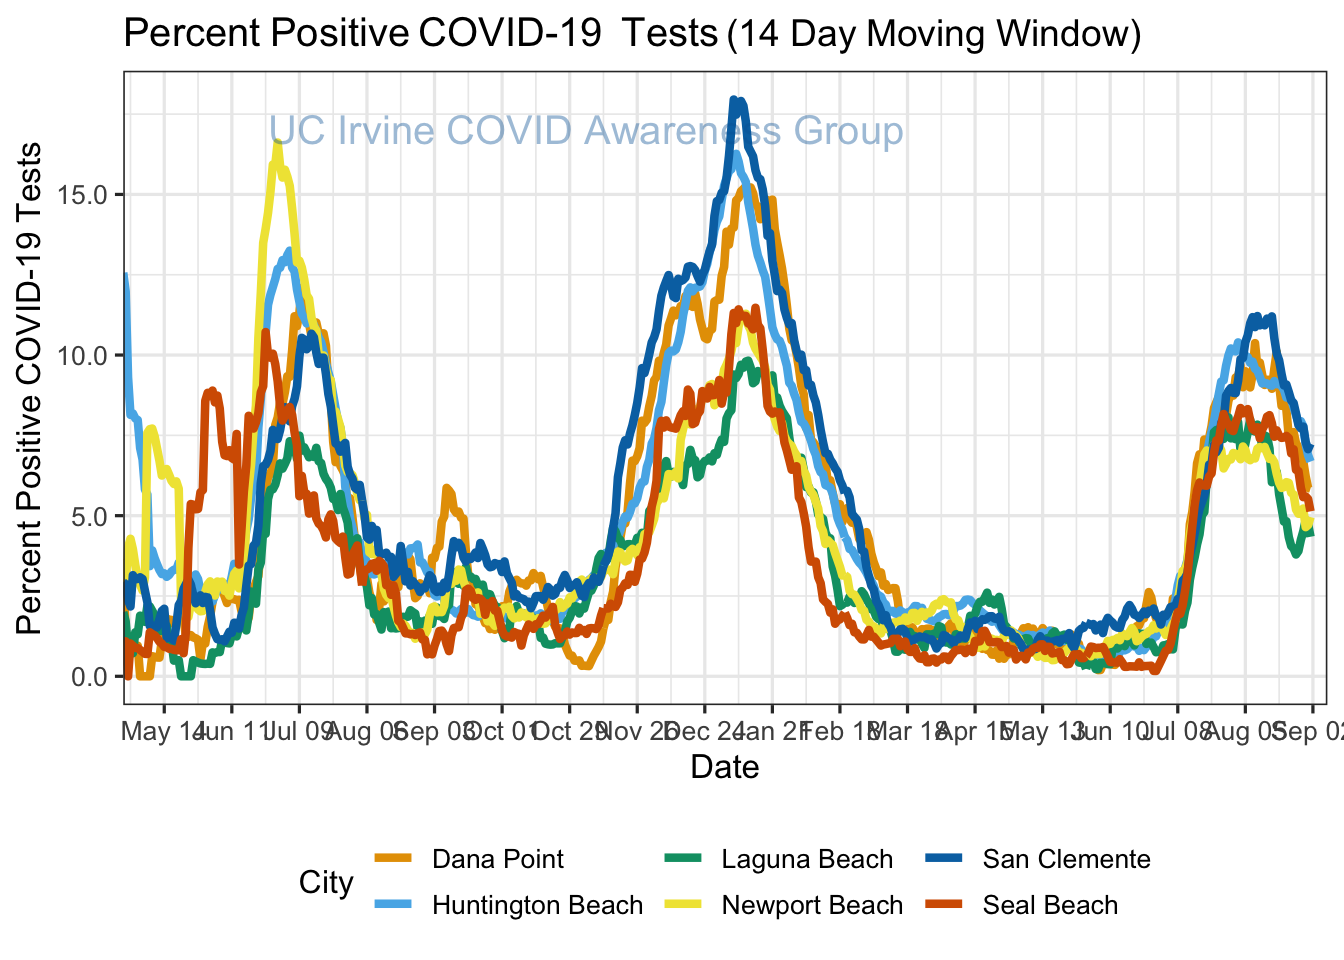 Percent Positive COVID-19 Tests (14 Day Moving Window)
UC Irvine COVID Awareness Group
Percent Positive COVID-19 Tests
15.0
10.0
5.0
0.0
May 14 Jun 11 Jul 09 Aug 06 Sep 03 Oct 01 Oct 29 Nov 26 Dec 24 Jan 21 Feb 18 Mar 18 Apr 15 May 13 Jun 10 Jul 08 Aug 05 Sep 02
Date
City
Dana Point Laguna Beach San Clemente
Huntington Beach Newport Beach Seal Beach